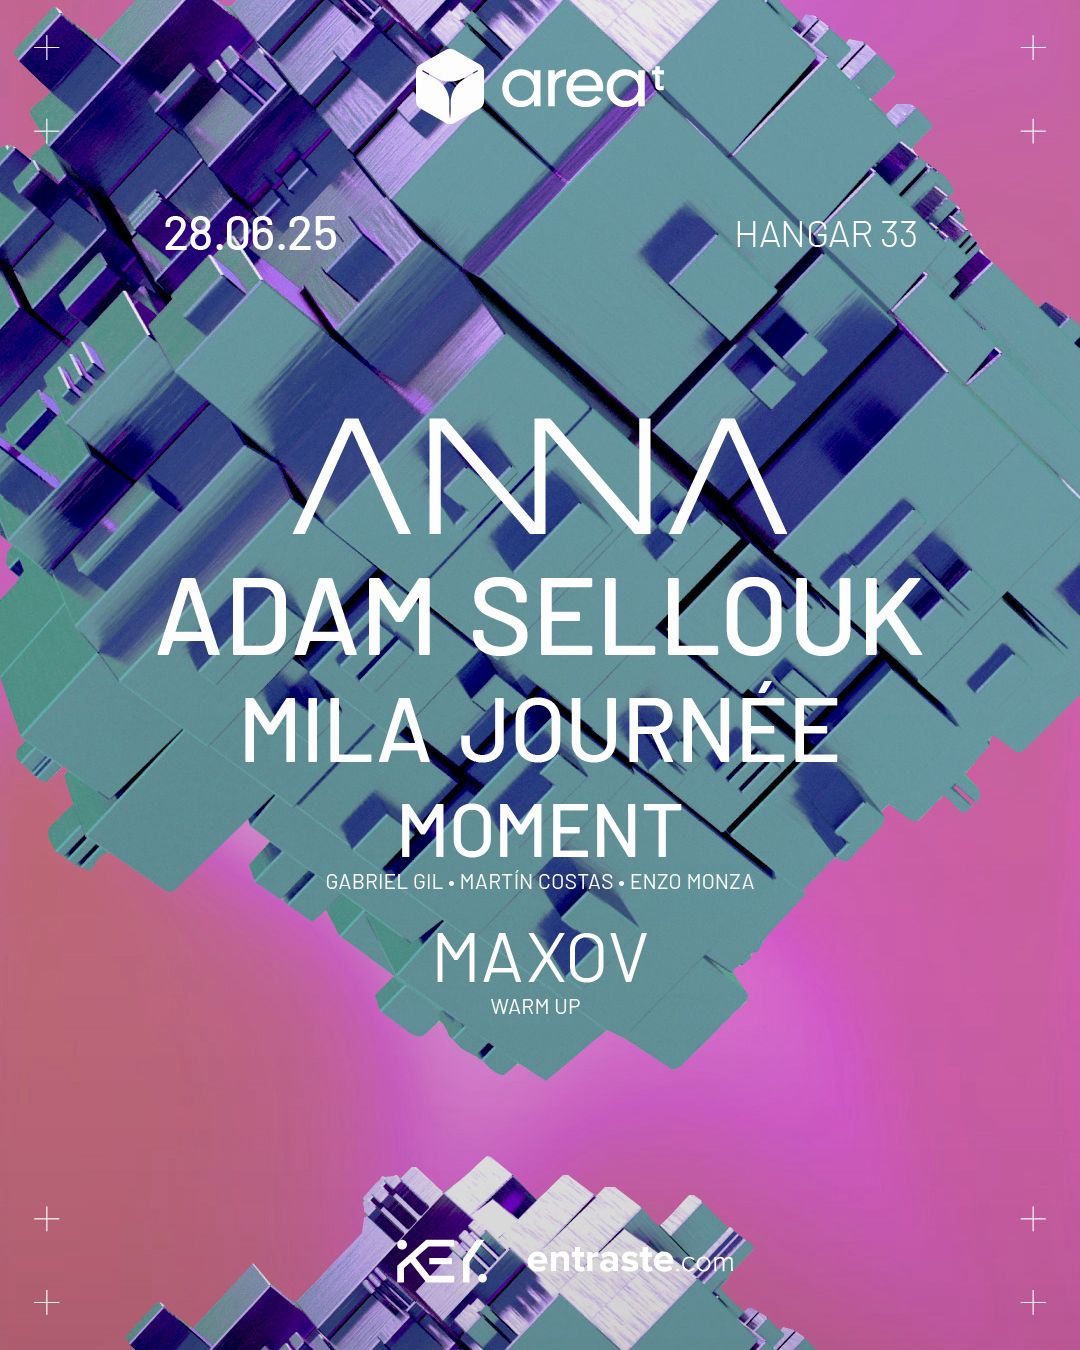 area t
28.06.25
HANGAR 33
ANNA
ADAM SELLOUK
MILA JOURNÉE
MOMENT
GABRIEL GIL • MARTÍN COSTAS • ENZO MONZA
MAXOV
WARM UP
KEY.
entraste.com